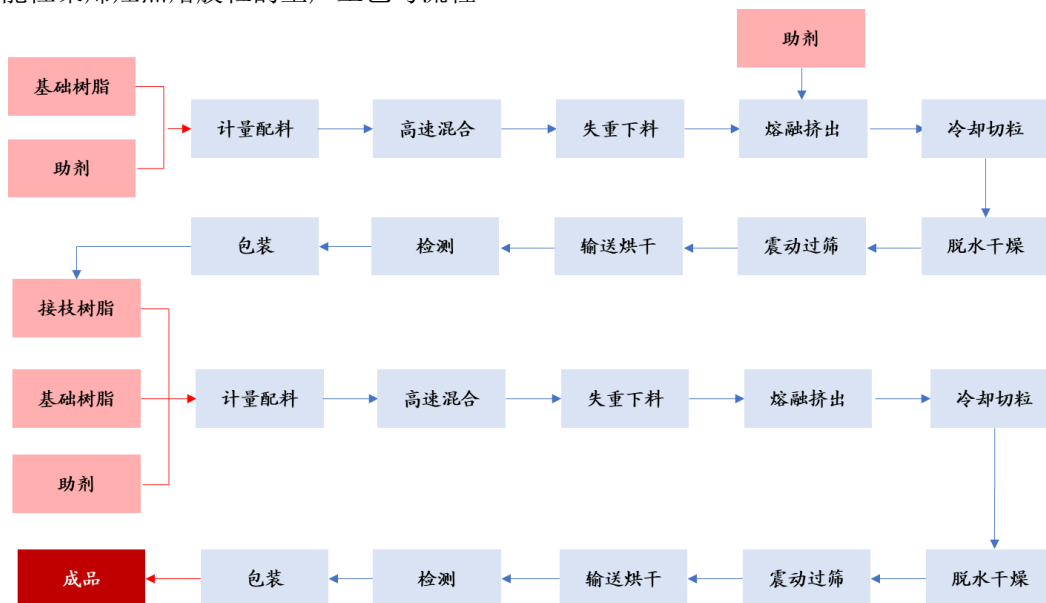 助剂
基础树脂
助剂
计量配料
高速混合
失重下料
熔融挤出
冷却切粒
包装
检测
输送烘干
震动过筛
脱水干燥
接枝树脂
基础树脂
助剂
计量配料
高速混合
失重下料
熔融挤出
冷却切粒
成品
包装
检测
输送烘干
震动过筛
脱水干燥